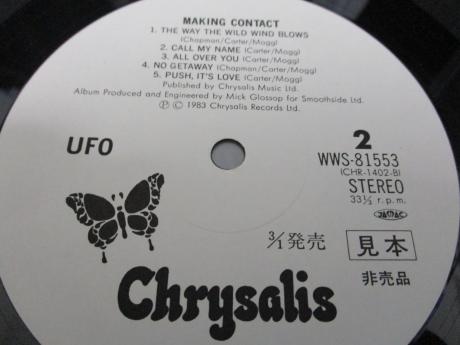 MAKING CONTACT
1. THE WAY THE WILD WIND BLOWS
(Chapman/Carter/Mogg)
2. CALL MY NAME (Carter/Mogg)
3. ALL OVER YOU (Carter/Mogg)
4. NO GETAWAY (Chapman/Carter/Mogg)
5. PUSH, IT'S LOVE (Carter/Mogg)
Published by Chrysalis Music Ltd.
Album Produced and Engineered by Mick Glossop for Smoothside Ltd.
Ⓟ © 1983 Chrysalis Records Ltd.
UFO
2
WWS-81553
(CHR-1402-B)
STEREO
33⅓ r.p.m.
JASRAC
3/1発売
見本
非売品
Chrysalis